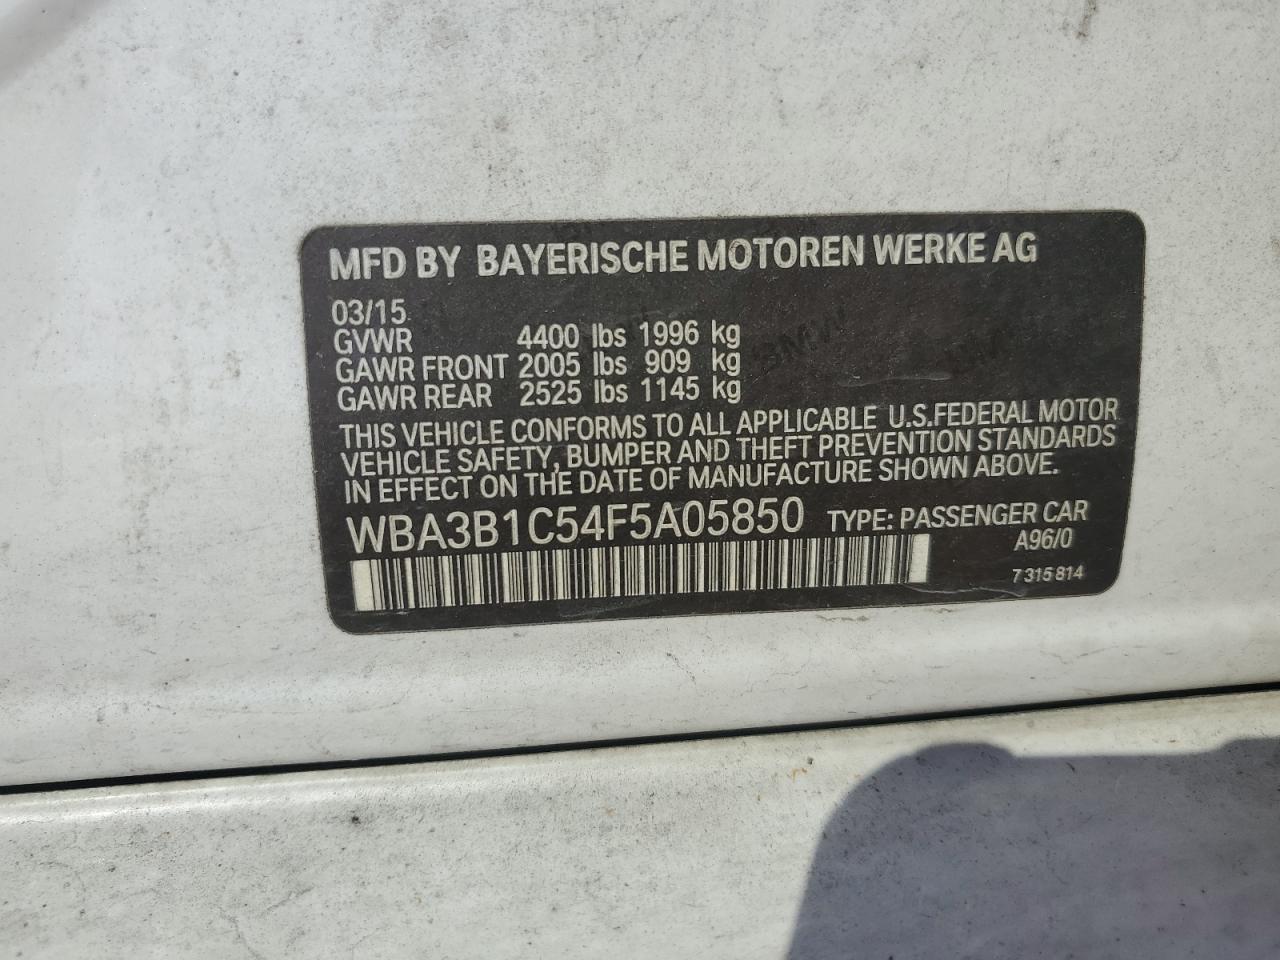 MFD BY BAYERISCHE MOTOREN WERKE AG
03/15
GVWR 4400 lbs 1996 kg
GAWR FRONT 2005 lbs 909 kg
GAWR REAR 2525 lbs 1145 kg
THIS VEHICLE CONFORMS TO ALL APPLICABLE U.S.FEDERAL MOTOR
VEHICLE SAFETY, BUMPER AND THEFT PREVENTION STANDARDS
IN EFFECT ON THE DATE OF MANUFACTURE SHOWN ABOVE.
WBA3B1C54F5A05850 TYPE: PASSENGER CAR
A96/0
7 315 814